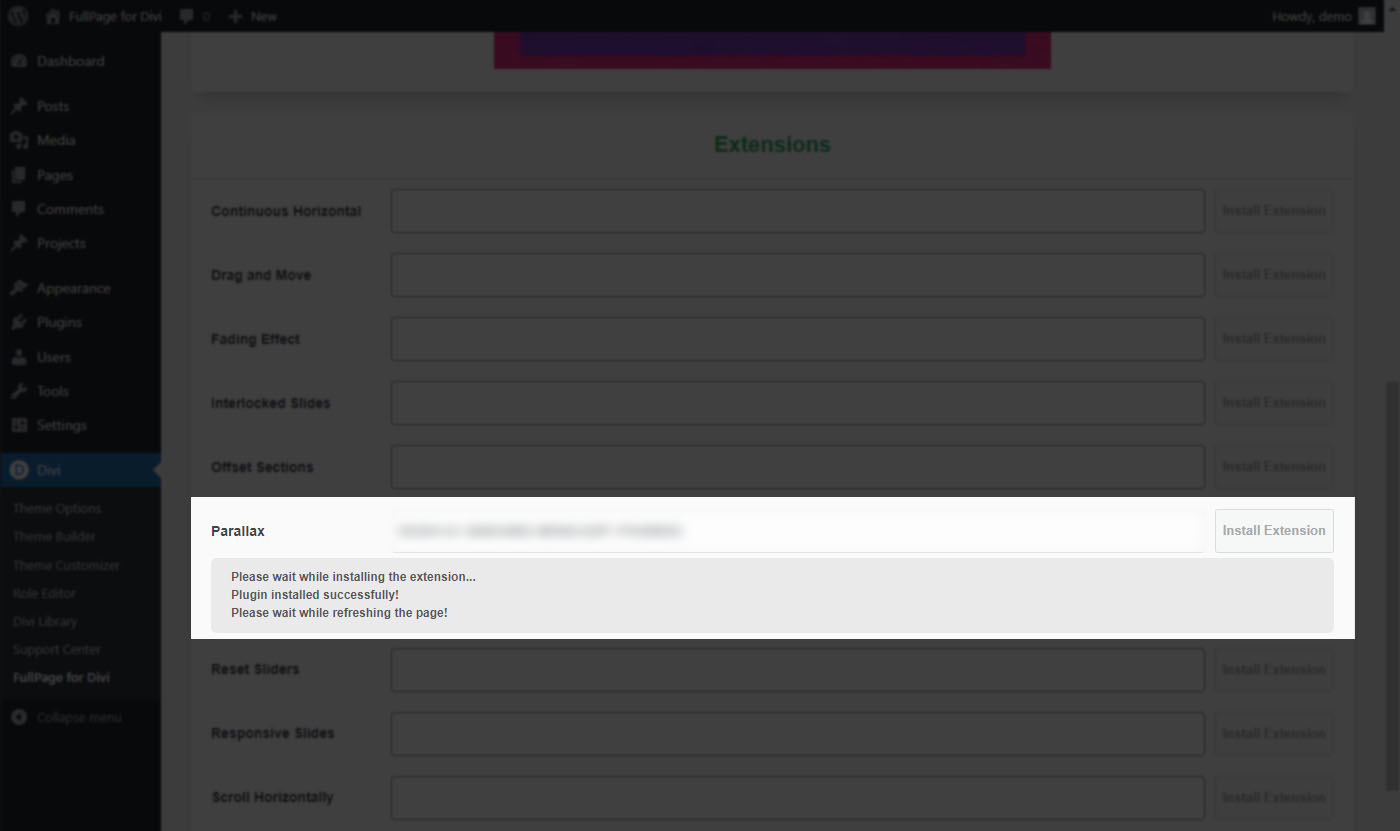 FullPage for Divi
0
New
Howdy, demo
Dashboard
Posts
Media
Pages
Comments
Projects
Appearance
Plugins
Users
Tools
Settings
Divi
Theme Options
Theme Builder
Theme Customizer
Role Editor
Divi Library
Support Center
FullPage for Divi
Collapse menu
Extensions
Continuous Horizontal
Install Extension
Drag and Move
Install Extension
Fading Effect
Install Extension
Interlocked Slides
Install Extension
Offset Sections
Install Extension
Parallax
Install Extension
Please wait while installing the extension...
Plugin installed successfully!
Please wait while refreshing the page!
Reset Sliders
Install Extension
Responsive Slides
Install Extension
Scroll Horizontally
Install Extension